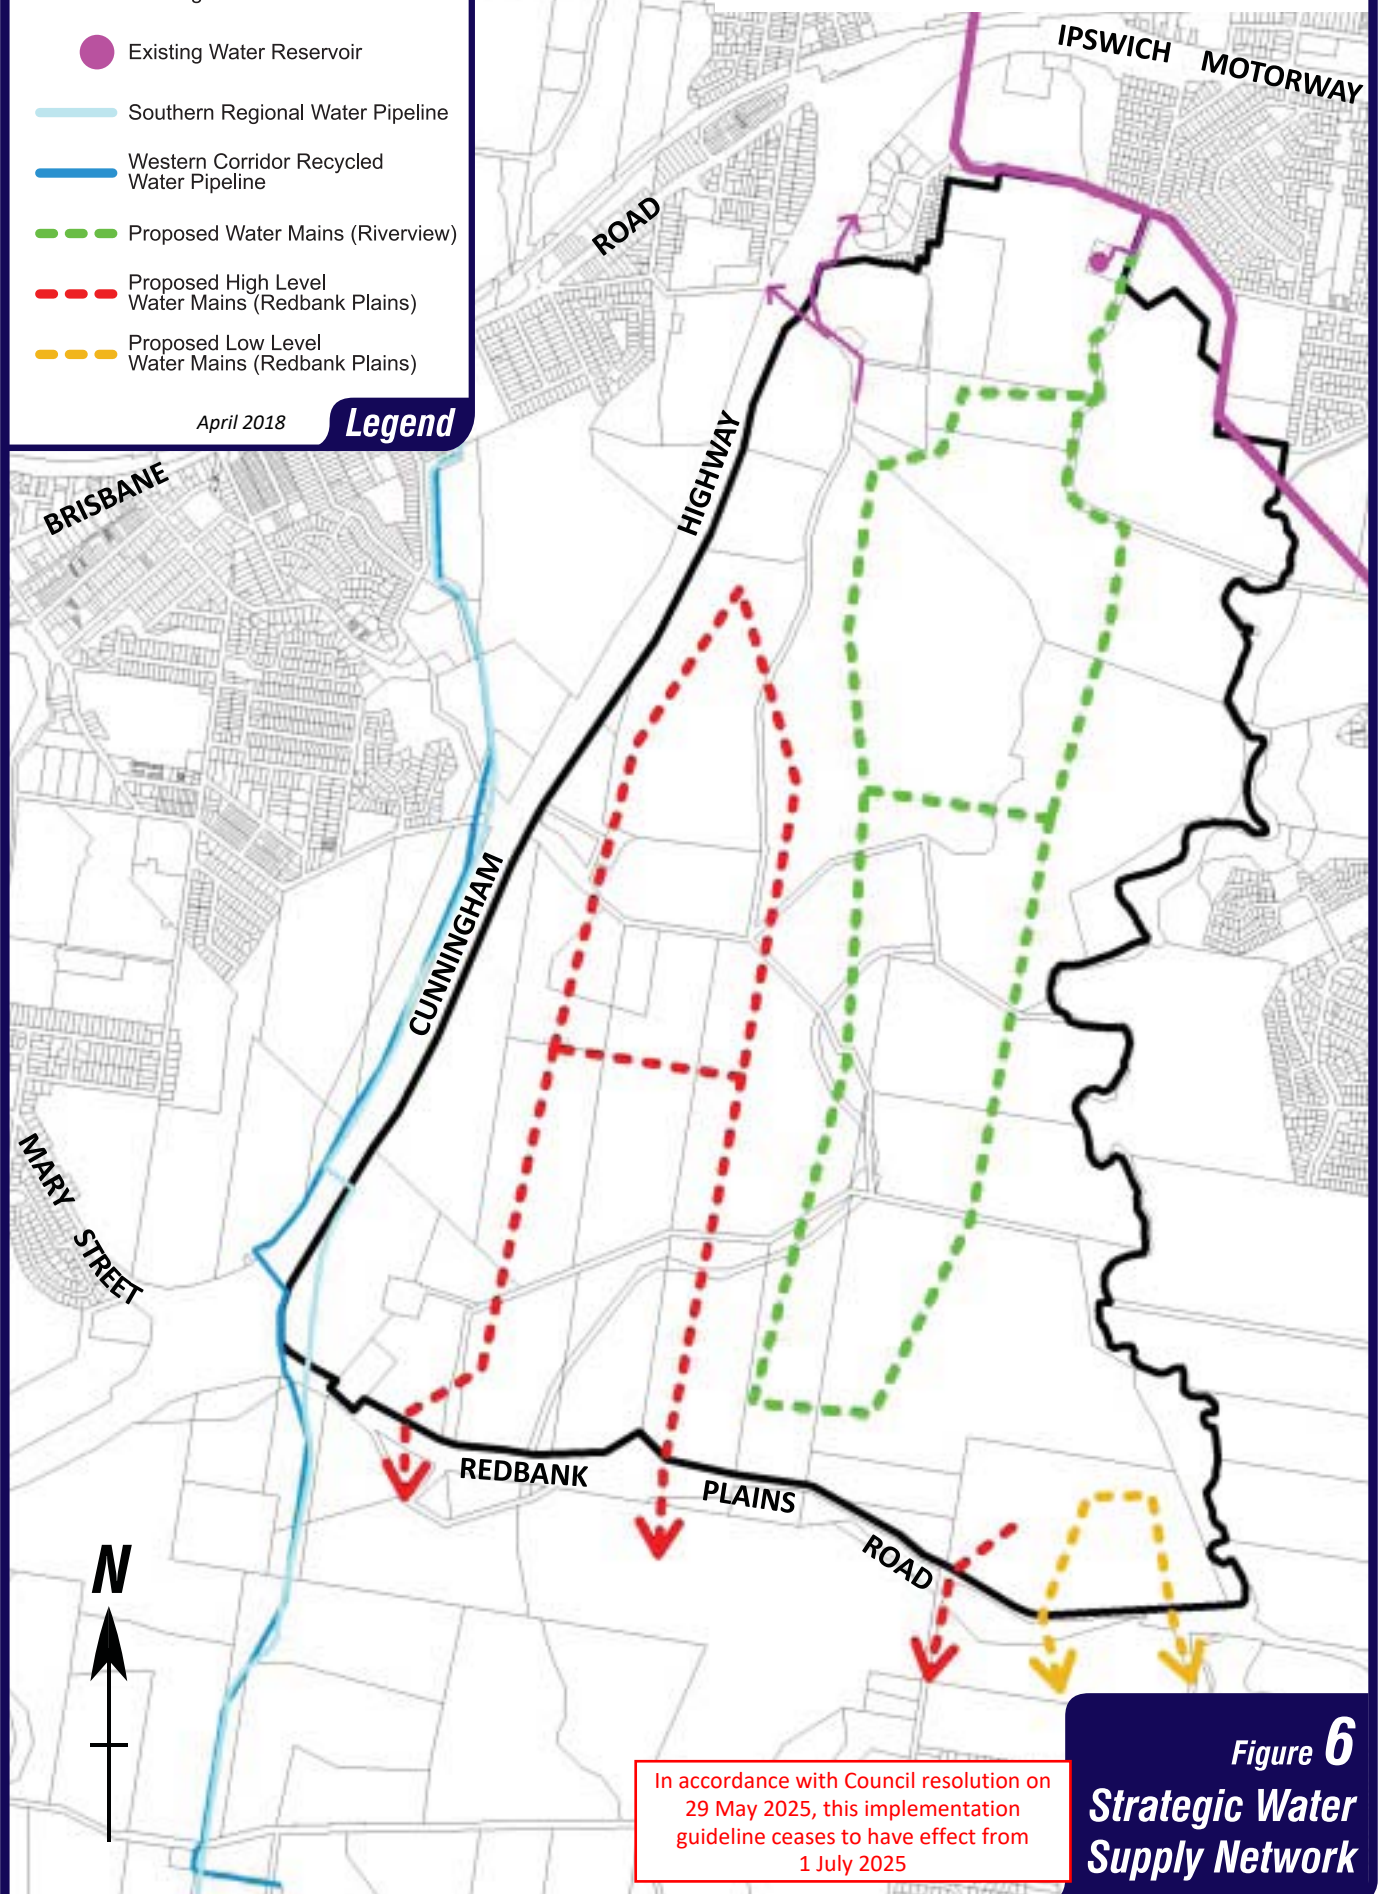 Existing Water Reservoir
Southern Regional Water Pipeline
Western Corridor Recycled
Water Pipeline
Proposed Water Mains (Riverview)
Proposed High Level
Water Mains (Redbank Plains)
Proposed Low Level
Water Mains (Redbank Plains)
April 2018
Legend
IPSWICH MOTORWAY
ROAD
BRISBANE
HIGHWAY
CUNNINGHAM
MARY STREET
REDBANK
PLAINS
ROAD
N
In accordance with Council resolution on
29 May 2025, this implementation
guideline ceases to have effect from
1 July 2025
Figure 6
Strategic Water
Supply Network